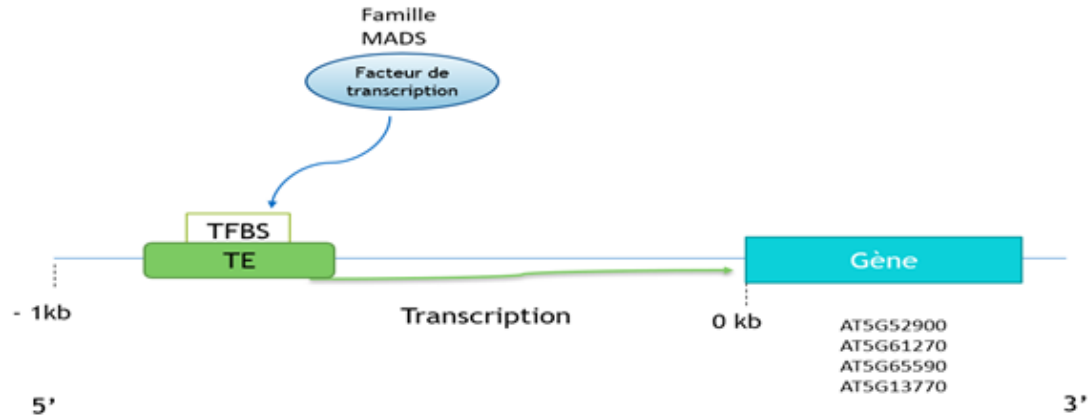 Famille
MADS
Facteur de
transcription
TFBS
TE
Gène
- 1kb
Transcription
0 kb
AT5G52900
AT5G61270
AT5G65590
AT5G13770
5'
3'